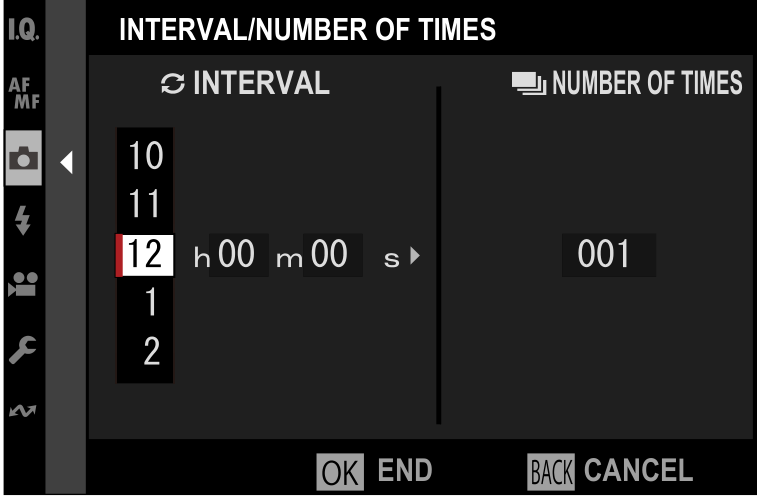 I.Q.
AF
MF
INTERVAL/NUMBER OF TIMES
INTERVAL
NUMBER OF TIMES
10
11
12 h 00 m 00 s
1
2
001
OK END
BACK CANCEL